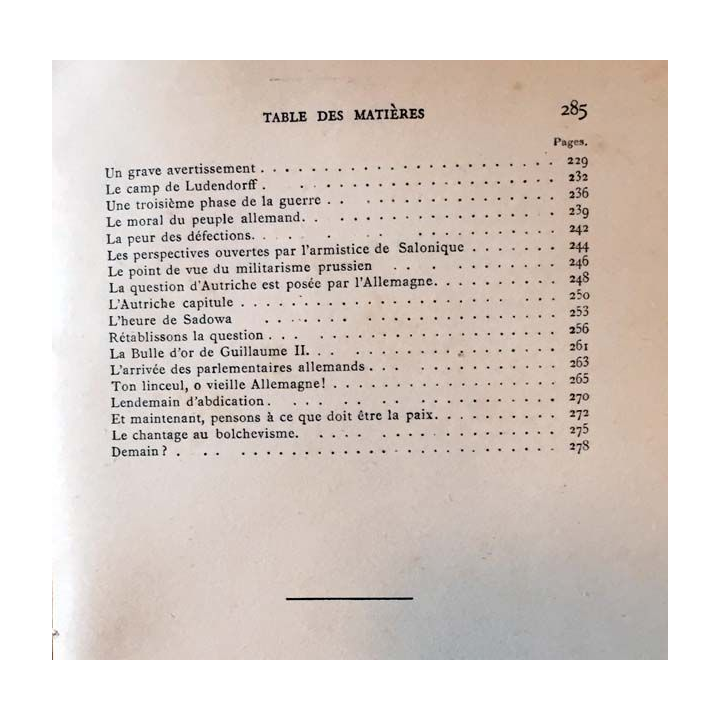 TABLE DES MATIÈRES 285
Pages.
Un grave avertissement . . . . . . . . . . . . . . . . . . . . 229
Le camp de Ludendorff . . . . . . . . . . . . . . . . . . . . 232
Une troisième phase de la guerre . . . . . . . . . . . . . . . . 236
Le moral du peuple allemand. . . . . . . . . . . . . . . . . . 239
La peur des défections. . . . . . . . . . . . . . . . . . . . 242
Les perspectives ouvertes par l'armistice de Salonique . . . . . . . 244
Le point de vue du militarisme prussien . . . . . . . . . . . . 246
La question d'Autriche est posée par l'Allemagne. . . . . . . . . 248
L'Autriche capitule . . . . . . . . . . . . . . . . . . . . . 250
L'heure de Sadowa . . . . . . . . . . . . . . . . . . . . 253
Rétablissons la question . . . . . . . . . . . . . . . . . . . 256
La Bulle d'or de Guillaume II. . . . . . . . . . . . . . . . . 261
L'arrivée des parlementaires allemands . . . . . . . . . . . . . 263
Ton linceul, o vieille Allemagne! . . . . . . . . . . . . . . . . 265
Lendemain d'abdication. . . . . . . . . . . . . . . . . . . . 270
Et maintenant, pensons à ce que doit être la paix. . . . . . . . . 272
Le chantage au bolchevisme. . . . . . . . . . . . . . . . . . 275
Demain? . . . . . . . . . . . . . . . . . . . . . . . . . 278